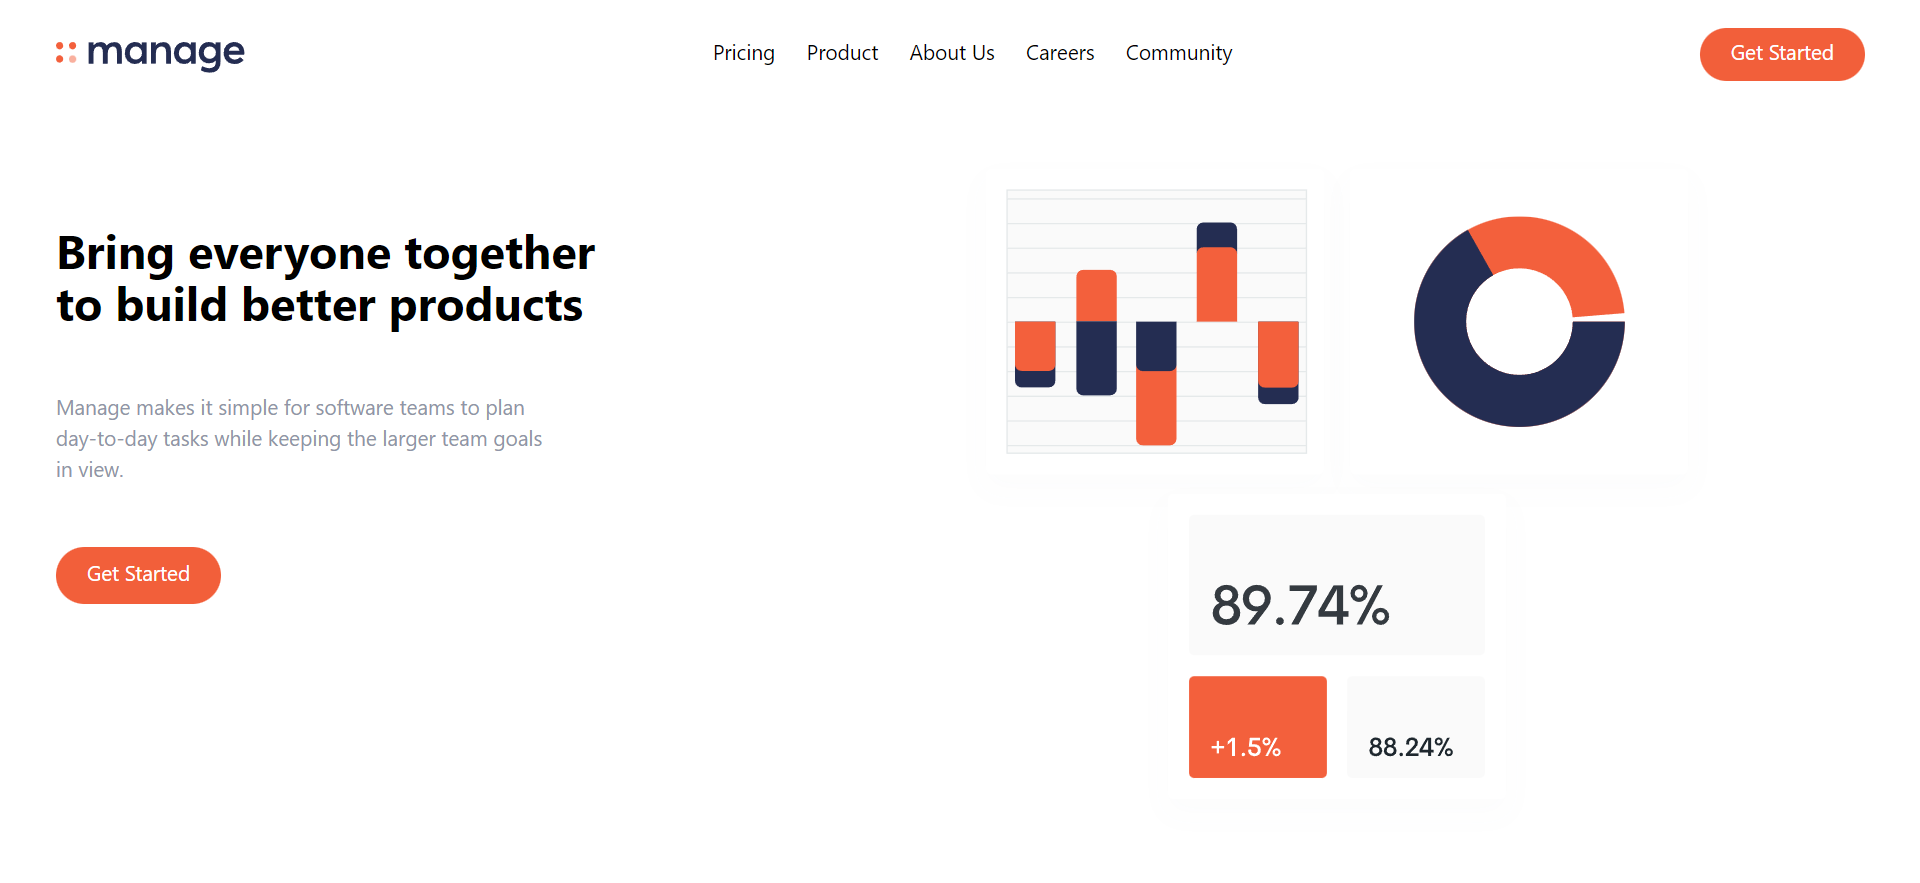 manage
Pricing
Product
About Us
Careers
Community
Get Started
Bring everyone together
to build better products
Manage makes it simple for software teams to plan
day-to-day tasks while keeping the larger team goals
in view.
Get Started
89.74%
+1.5%
88.24%